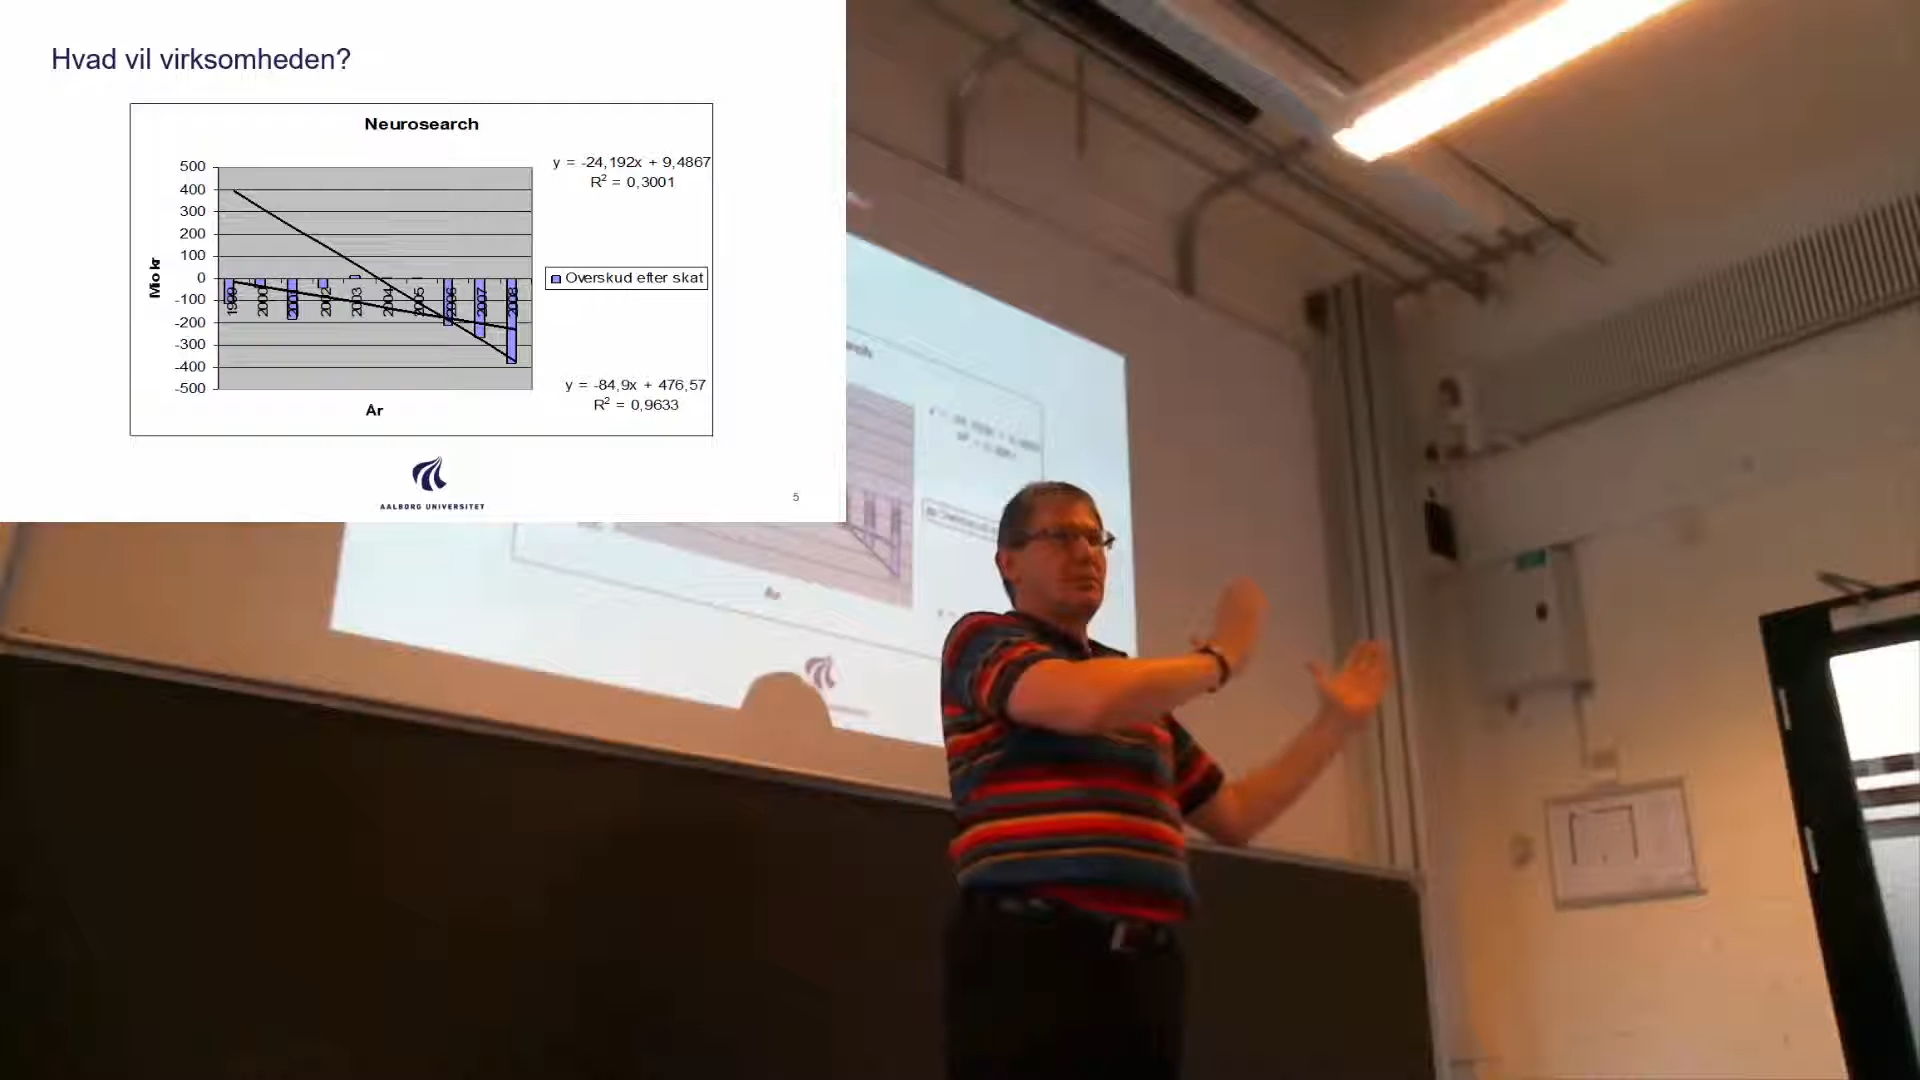 Hvad vil virksomheden?
Neurosearch
y = -24,192x + 9,4867
R² = 0,3001
500
400
300
200
100
0
-100
-200
-300
-400
-500
Mio kr
1999
2000
2001
2002
2003
2004
2005
2006
2007
2008
Overskud efter skat
y = -84,9x + 476,57
R² = 0,9633
År
AALBORG UNIVERSITET
5